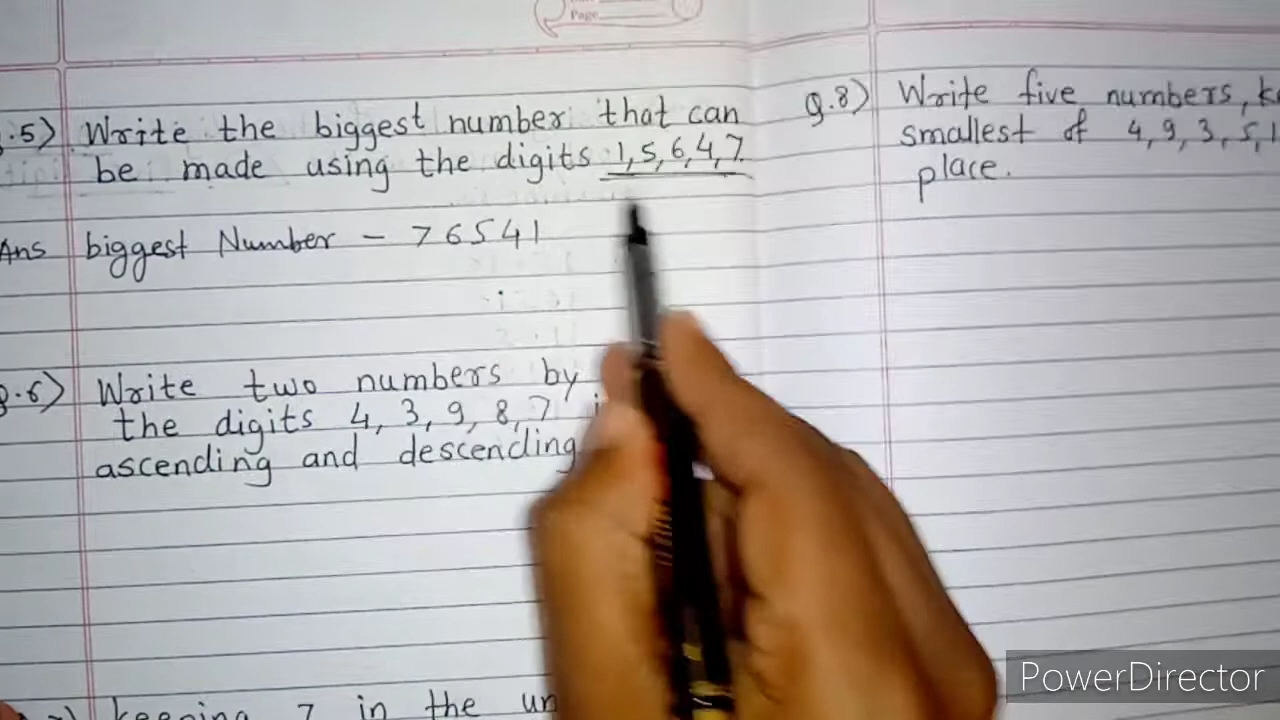 Page
.5) Write the biggest number that can
be made using the digits 1,5,6,4,7.
Ans biggest Number - 76541
.6) Write two numbers by
the digits 4, 3, 9, 8, 7
ascending and descending
keeping 7 in the un
Q.8) Write five numbers, k
smallest of 4, 9, 3, 5, 1
place.
PowerDirector